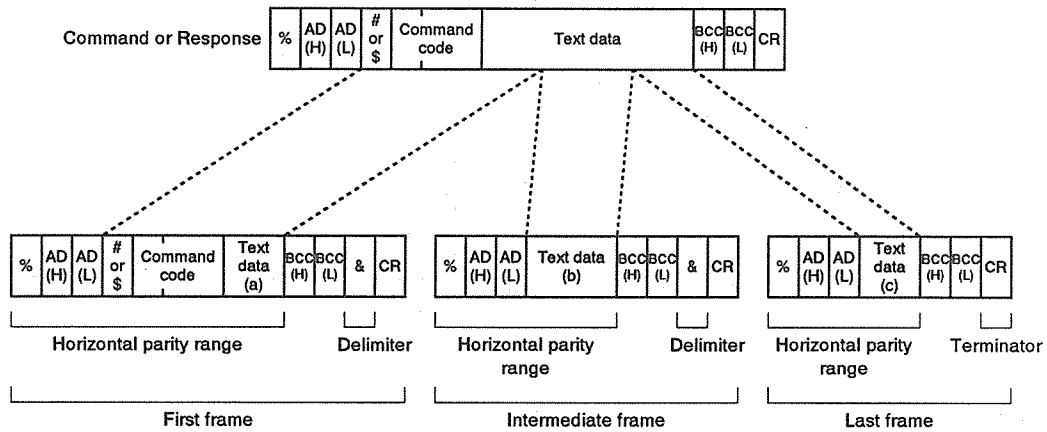 Command or Response
%
AD
(H)
AD
(L)
#
or
$
Command
code
Text data
BCC
(H)
BCC
(L)
CR
%
AD
(H)
AD
(L)
#
or
$
Command
code
Text
data
(a)
BCC
(H)
BCC
(L)
&
CR
%
AD
(H)
AD
(L)
Text data
(b)
BCC
(H)
BCC
(L)
&
CR
%
AD
(H)
AD
(L)
Text
data
(c)
BCC
(H)
BCC
(L)
CR
Horizontal parity range
Delimiter
Horizontal parity
range
Delimiter
Horizontal parity
range
Terminator
First frame
Intermediate frame
Last frame